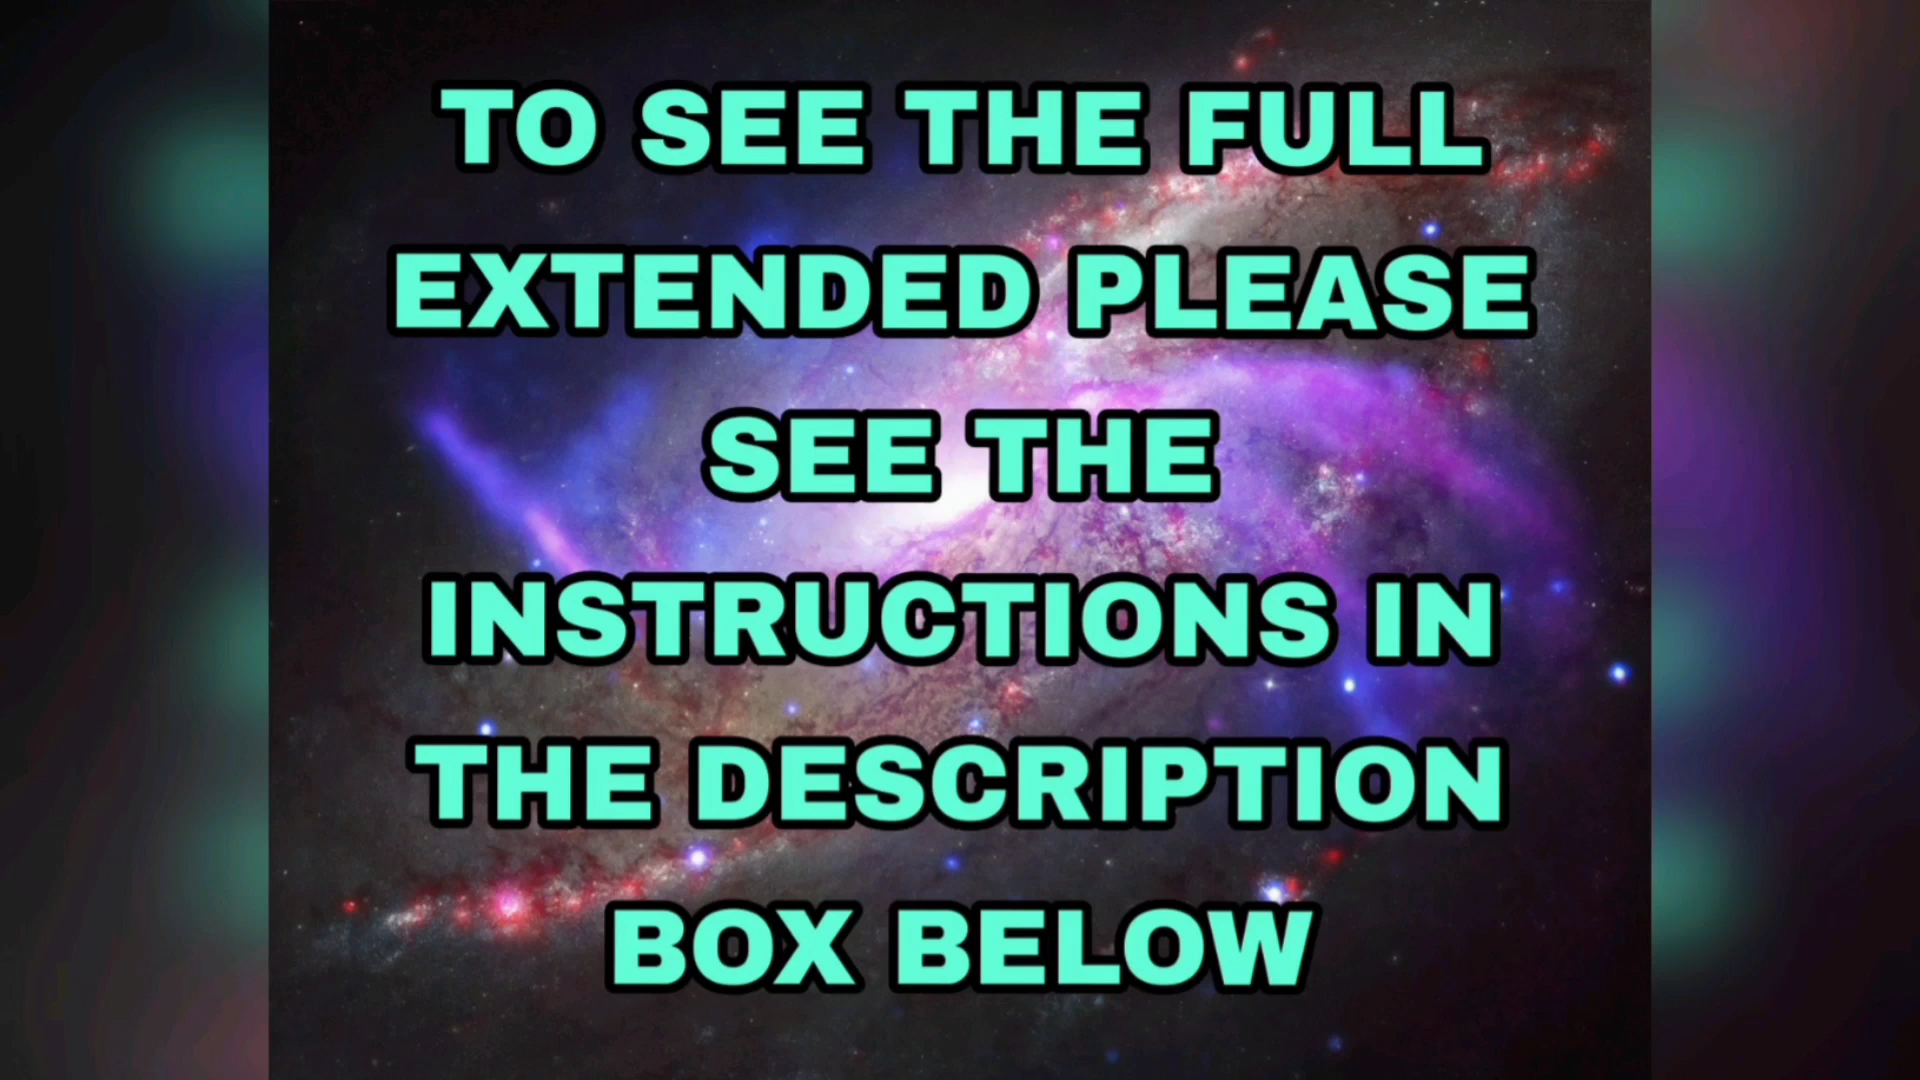 TO SEE THE FULL
EXTENDED PLEASE
SEE THE
INSTRUCTIONS IN
THE DESCRIPTION
BOX BELOW